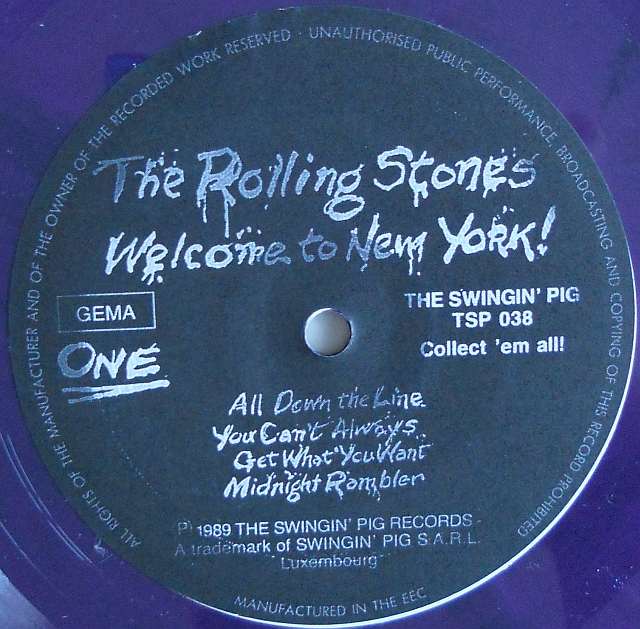 ALL RIGHTS OF THE MANUFACTURER AND OF THE OWNER OF THE RECORDED WORK RESERVED · UNAUTHORISED PUBLIC PERFORMANCE, BROADCASTING AND COPYING OF THIS RECORD PROHIBITED
The Rolling Stones
Welcome to New York!
GEMA
THE SWINGIN' PIG
TSP 038
ONE
Collect 'em all!
All Down the Line
You Can't Always
Get What You Want
Midnight Rambler
P) 1989 THE SWINGIN' PIG RECORDS
A trademark of SWINGIN' PIG S.A.R.L.
Luxembourg
MANUFACTURED IN THE EEC